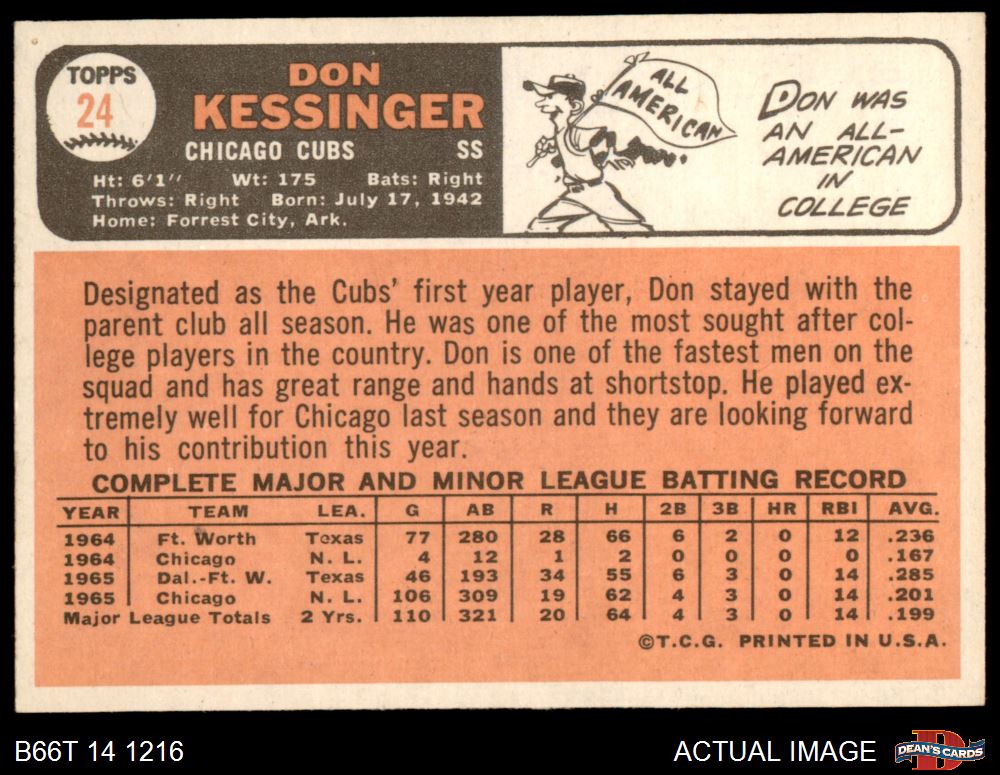 TOPPS
24
DON
KESSINGER
CHICAGO CUBS SS
Ht: 6'1" Wt: 175 Bats: Right
Throws: Right Born: July 17, 1942
Home: Forrest City, Ark.
ALL
AMERICAN
DON WAS
AN ALL-
AMERICAN
IN
COLLEGE
Designated as the Cubs' first year player, Don stayed with the
parent club all season. He was one of the most sought after col-
lege players in the country. Don is one of the fastest men on the
squad and has great range and hands at shortstop. He played ex-
tremely well for Chicago last season and they are looking forward
to his contribution this year.
COMPLETE MAJOR AND MINOR LEAGUE BATTING RECORD
YEAR TEAM LEA. G AB R H 2B 3B HR RBI AVG.
1964 Ft. Worth Texas 77 280 28 66 6 2 0 12 .236
1964 Chicago N. L. 4 12 1 2 0 0 0 0 .167
1965 Dal.-Ft. W. Texas 46 193 34 55 6 3 0 14 .285
1965 Chicago N. L. 106 309 19 62 4 3 0 14 .201
Major League Totals 2 Yrs. 110 321 20 64 4 3 0 14 .199
©T.C.G. PRINTED IN U.S.A.
B66T 14 1216
ACTUAL IMAGE
DEAN'S CARDS